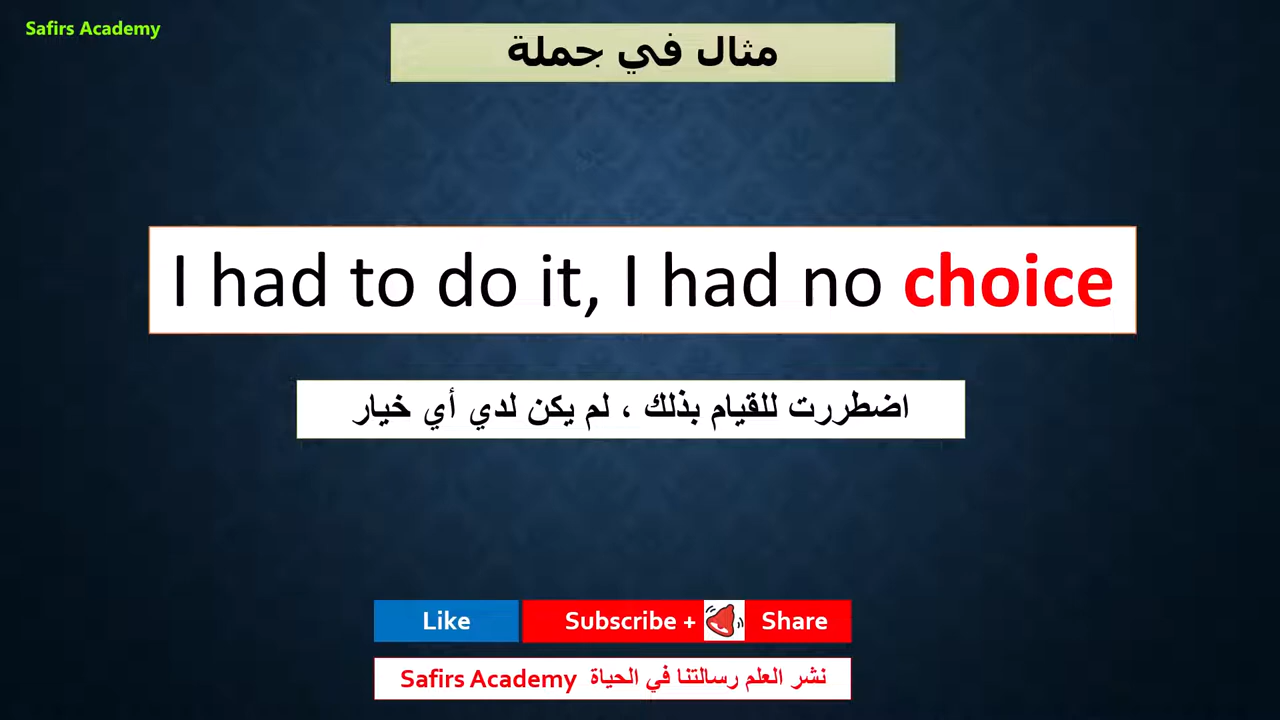 Safirs Academy
مثال في جملة
I had to do it, I had no choice
اضطررت للقيام بذلك ، لم يكن لدي أي خيار
Like Subscribe + Share
نشر العلم رسالتنا في الحياة Safirs Academy